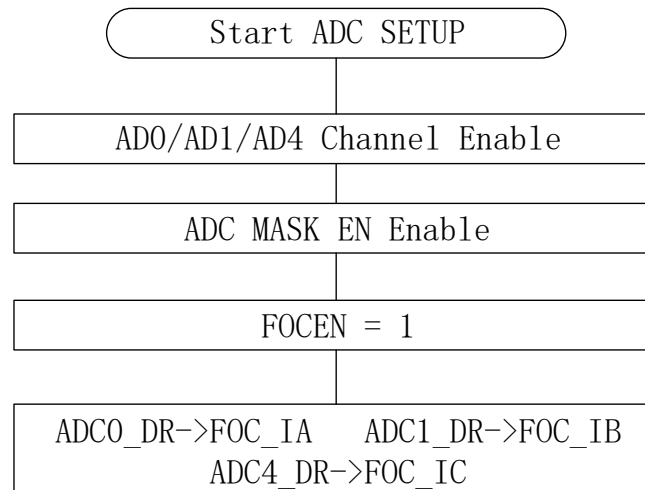 Start ADC SETUP
AD0/AD1/AD4 Channel Enable
ADC MASK EN Enable
FOCEN = 1
ADC0_DR->FOC_IA ADC1_DR->FOC_IB
ADC4_DR->FOC_IC